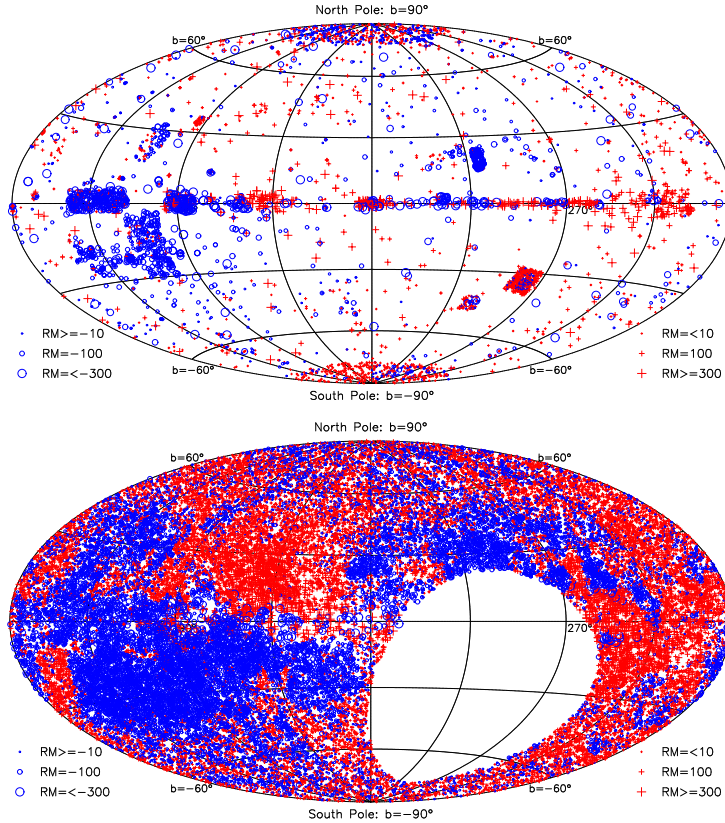 North Pole: b=90°
b=60° b=60°
270
RM>=−10 RM=<10
RM=−100 RM=100
RM=<−300 RM>=300
b=−60° b=−60°
South Pole: b=−90°
North Pole: b=90°
b=60° b=60°
270
RM>=−10 RM=<10
RM=−100 RM=100
RM=<−300 RM>=300
b=−60° b=−60°
South Pole: b=−90°